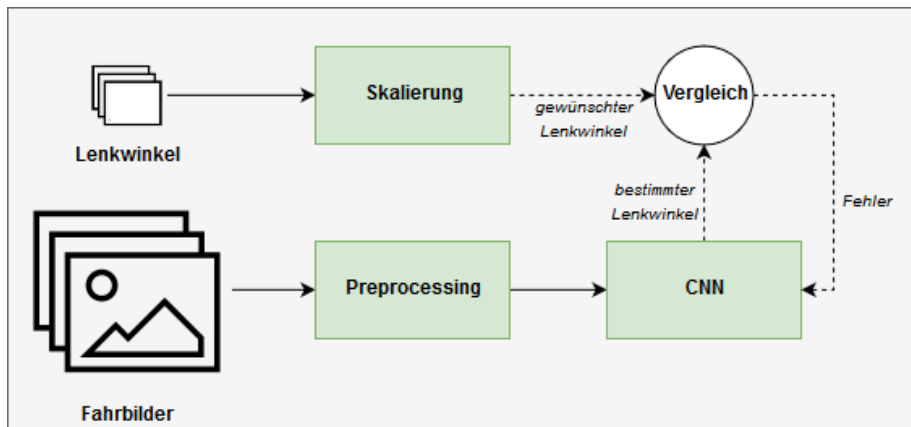 Skalierung
Vergleich
gewünschter
Lenkwinkel
Lenkwinkel
bestimmter
Lenkwinkel
Fehler
Preprocessing
CNN
Fahrbilder